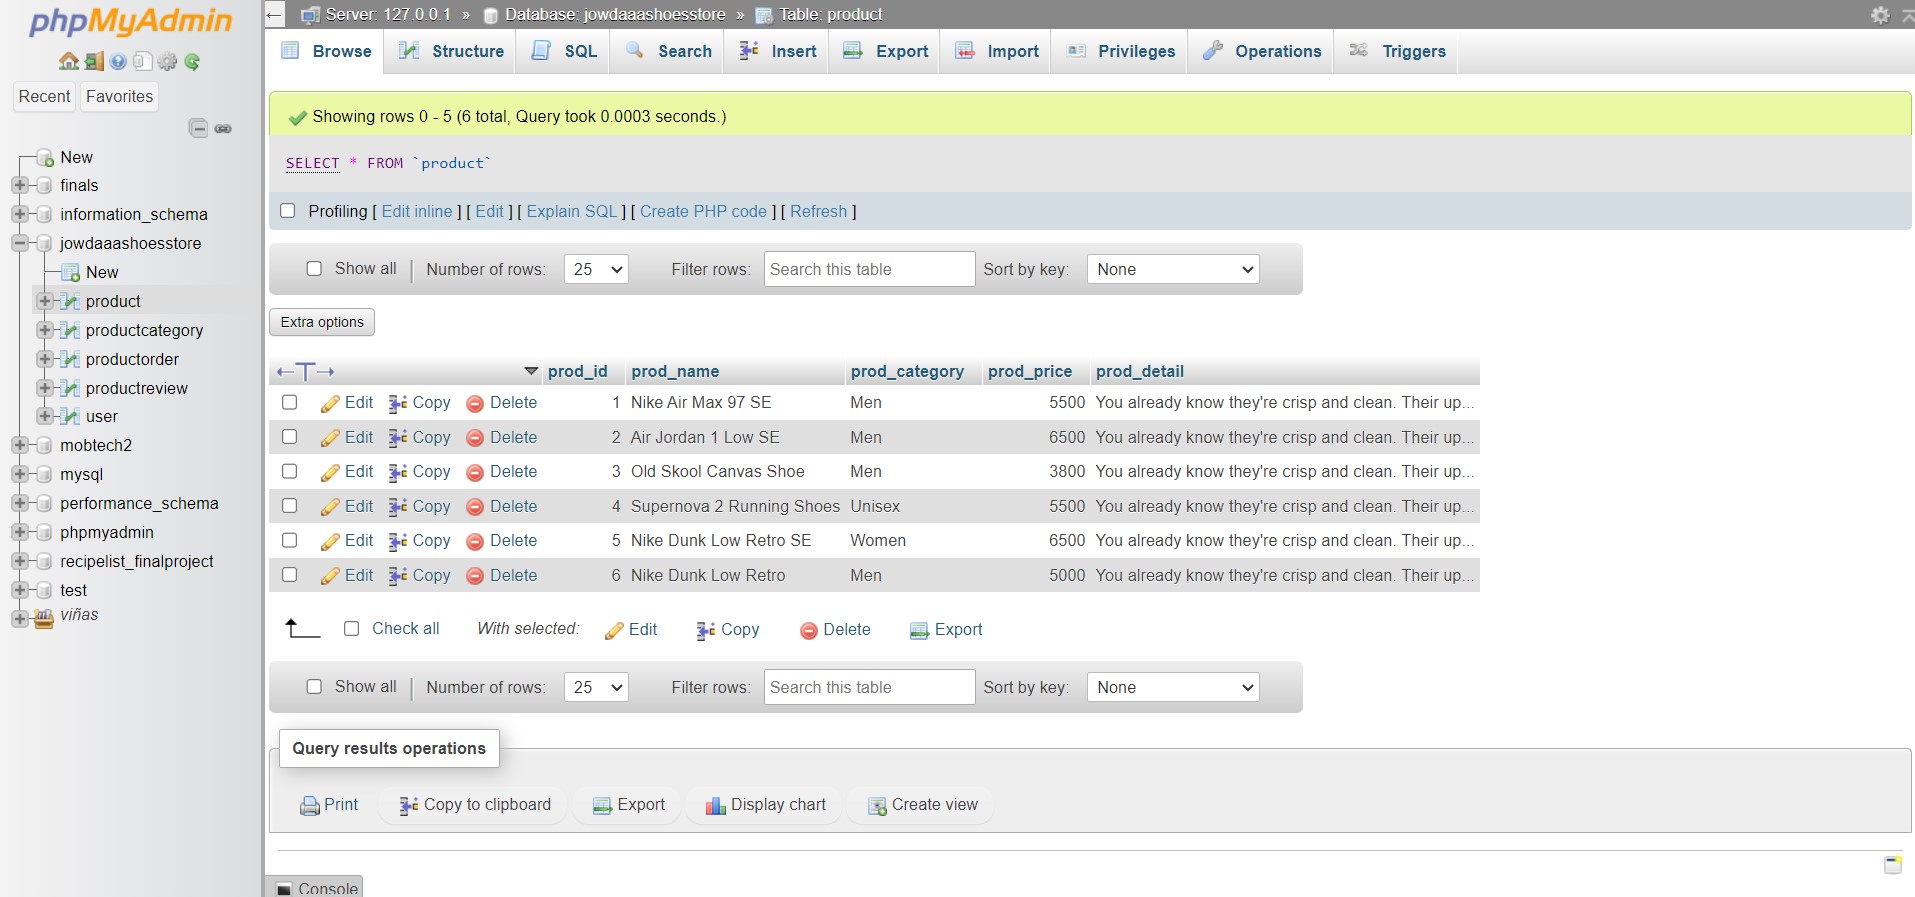 phpMyAdmin
Recent Favorites
New
finals
information_schema
jowdaaashoesstore
New
product
productcategory
productorder
productreview
user
mobtech2
mysql
performance_schema
phpmyadmin
recipelist_finalproject
test
viñas
Server: 127.0.0.1 » Database: jowdaaashoesstore » Table: product
Browse Structure SQL Search Insert Export Import Privileges Operations Triggers
Showing rows 0 - 5 (6 total, Query took 0.0003 seconds.)
SELECT * FROM `product`
Profiling [ Edit inline ] [ Edit ] [ Explain SQL ] [ Create PHP code ] [ Refresh ]
Show all | Number of rows: 25 Filter rows: Search this table Sort by key: None
Extra options
←T→ prod_id prod_name prod_category prod_price prod_detail
Edit Copy Delete 1 Nike Air Max 97 SE Men 5500 You already know they're crisp and clean. Their up...
Edit Copy Delete 2 Air Jordan 1 Low SE Men 6500 You already know they're crisp and clean. Their up...
Edit Copy Delete 3 Old Skool Canvas Shoe Men 3800 You already know they're crisp and clean. Their up...
Edit Copy Delete 4 Supernova 2 Running Shoes Unisex 5500 You already know they're crisp and clean. Their up...
Edit Copy Delete 5 Nike Dunk Low Retro SE Women 6500 You already know they're crisp and clean. Their up...
Edit Copy Delete 6 Nike Dunk Low Retro Men 5000 You already know they're crisp and clean. Their up...
Check all With selected: Edit Copy Delete Export
Show all | Number of rows: 25 Filter rows: Search this table Sort by key: None
Query results operations
Print Copy to clipboard Export Display chart Create view
Console